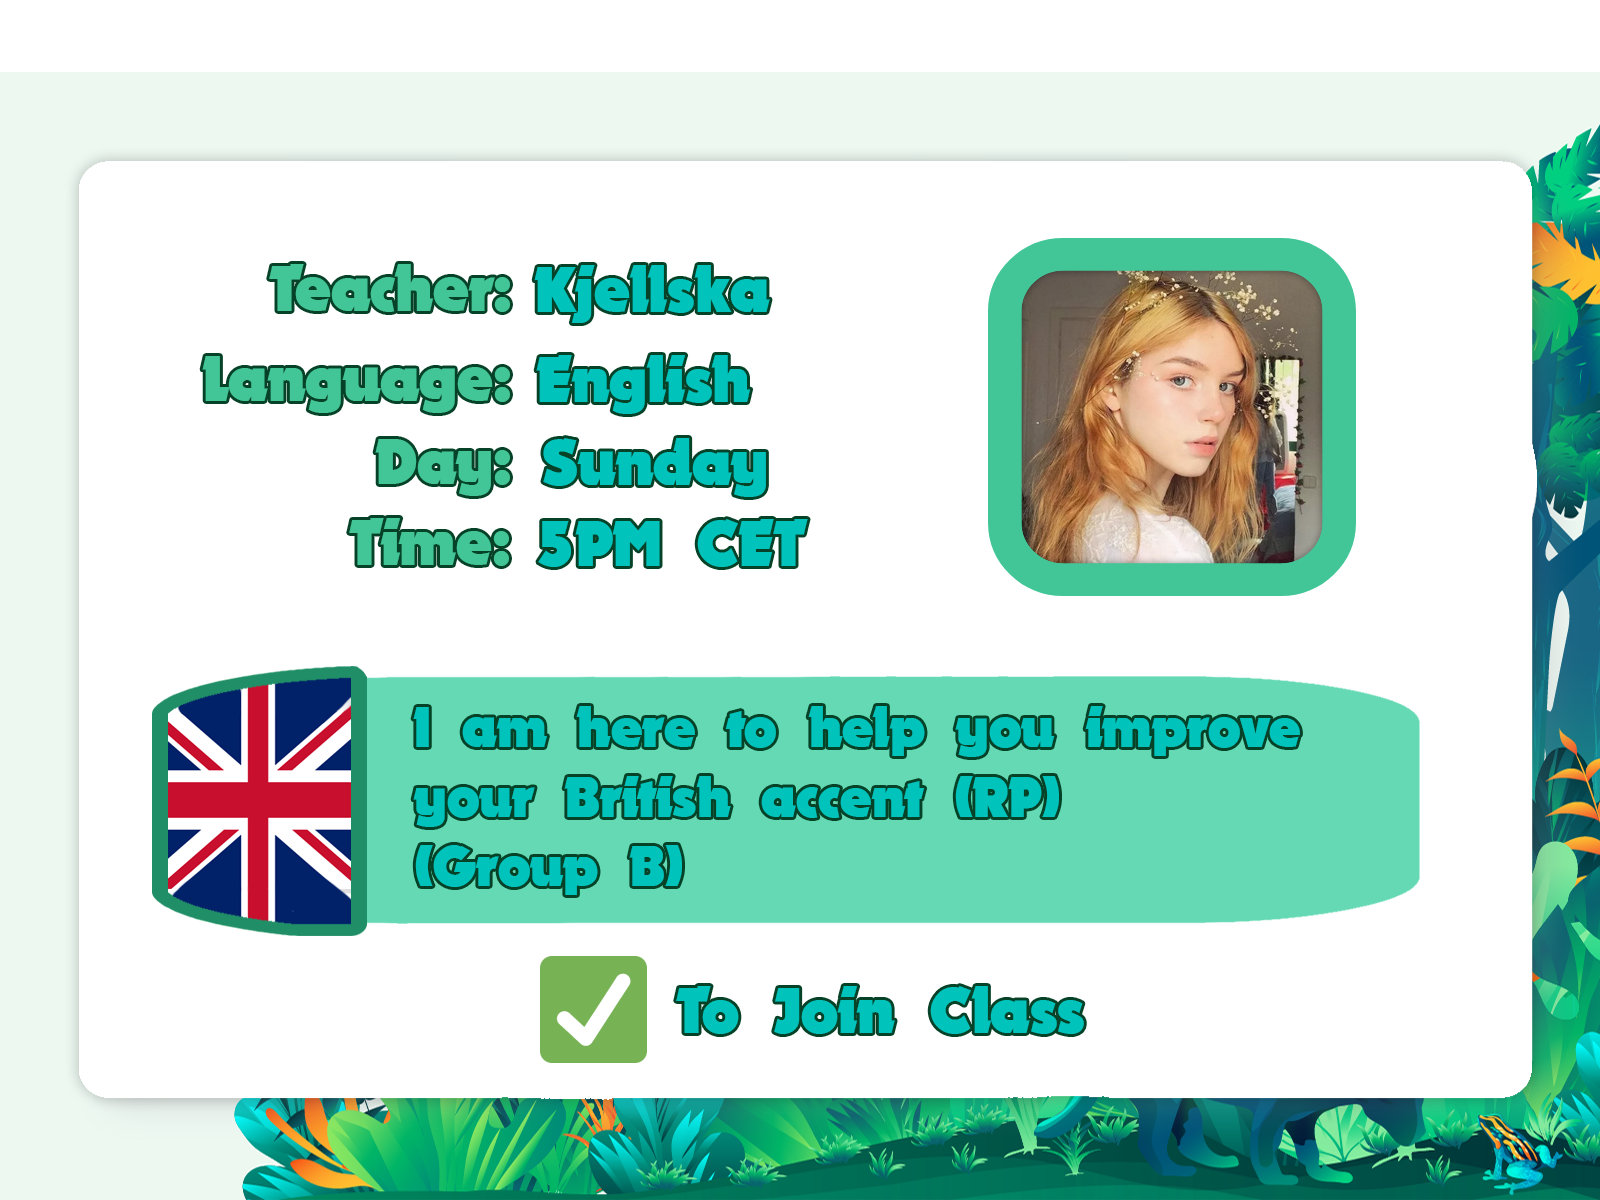 Teacher: Kjellska
Language: English
Day: Sunday
Time: 5PM CET
I am here to help you improve
your British accent (RP)
(Group B)
To Join Class